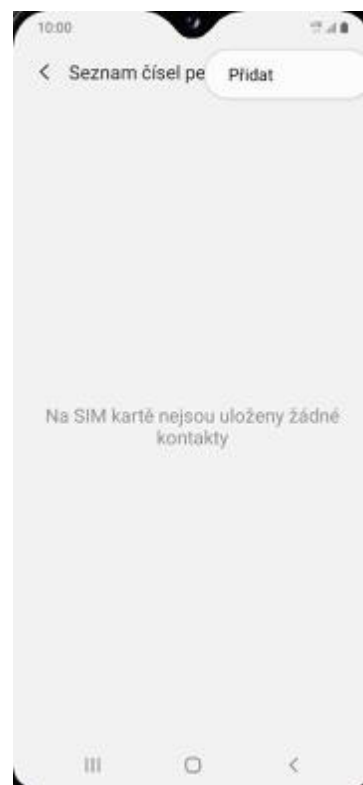 10:00
Seznam čísel pe
Přidat
Na SIM kartě nejsou uloženy žádné
kontakty